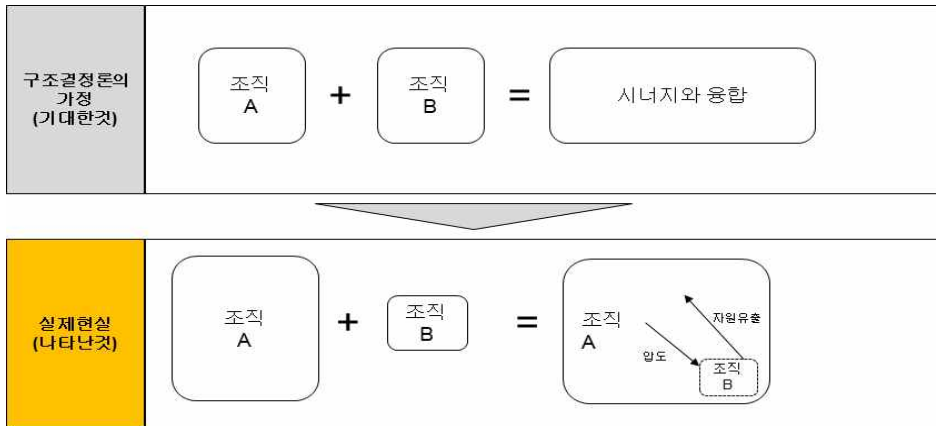 구조결정론의
가정
(기대한것)
조직
A
+
조직
B
=
시너지와 융합
실제현실
(나타난것)
조직
A
+
조직
B
=
조직
A
압도
자원유출
조직
B